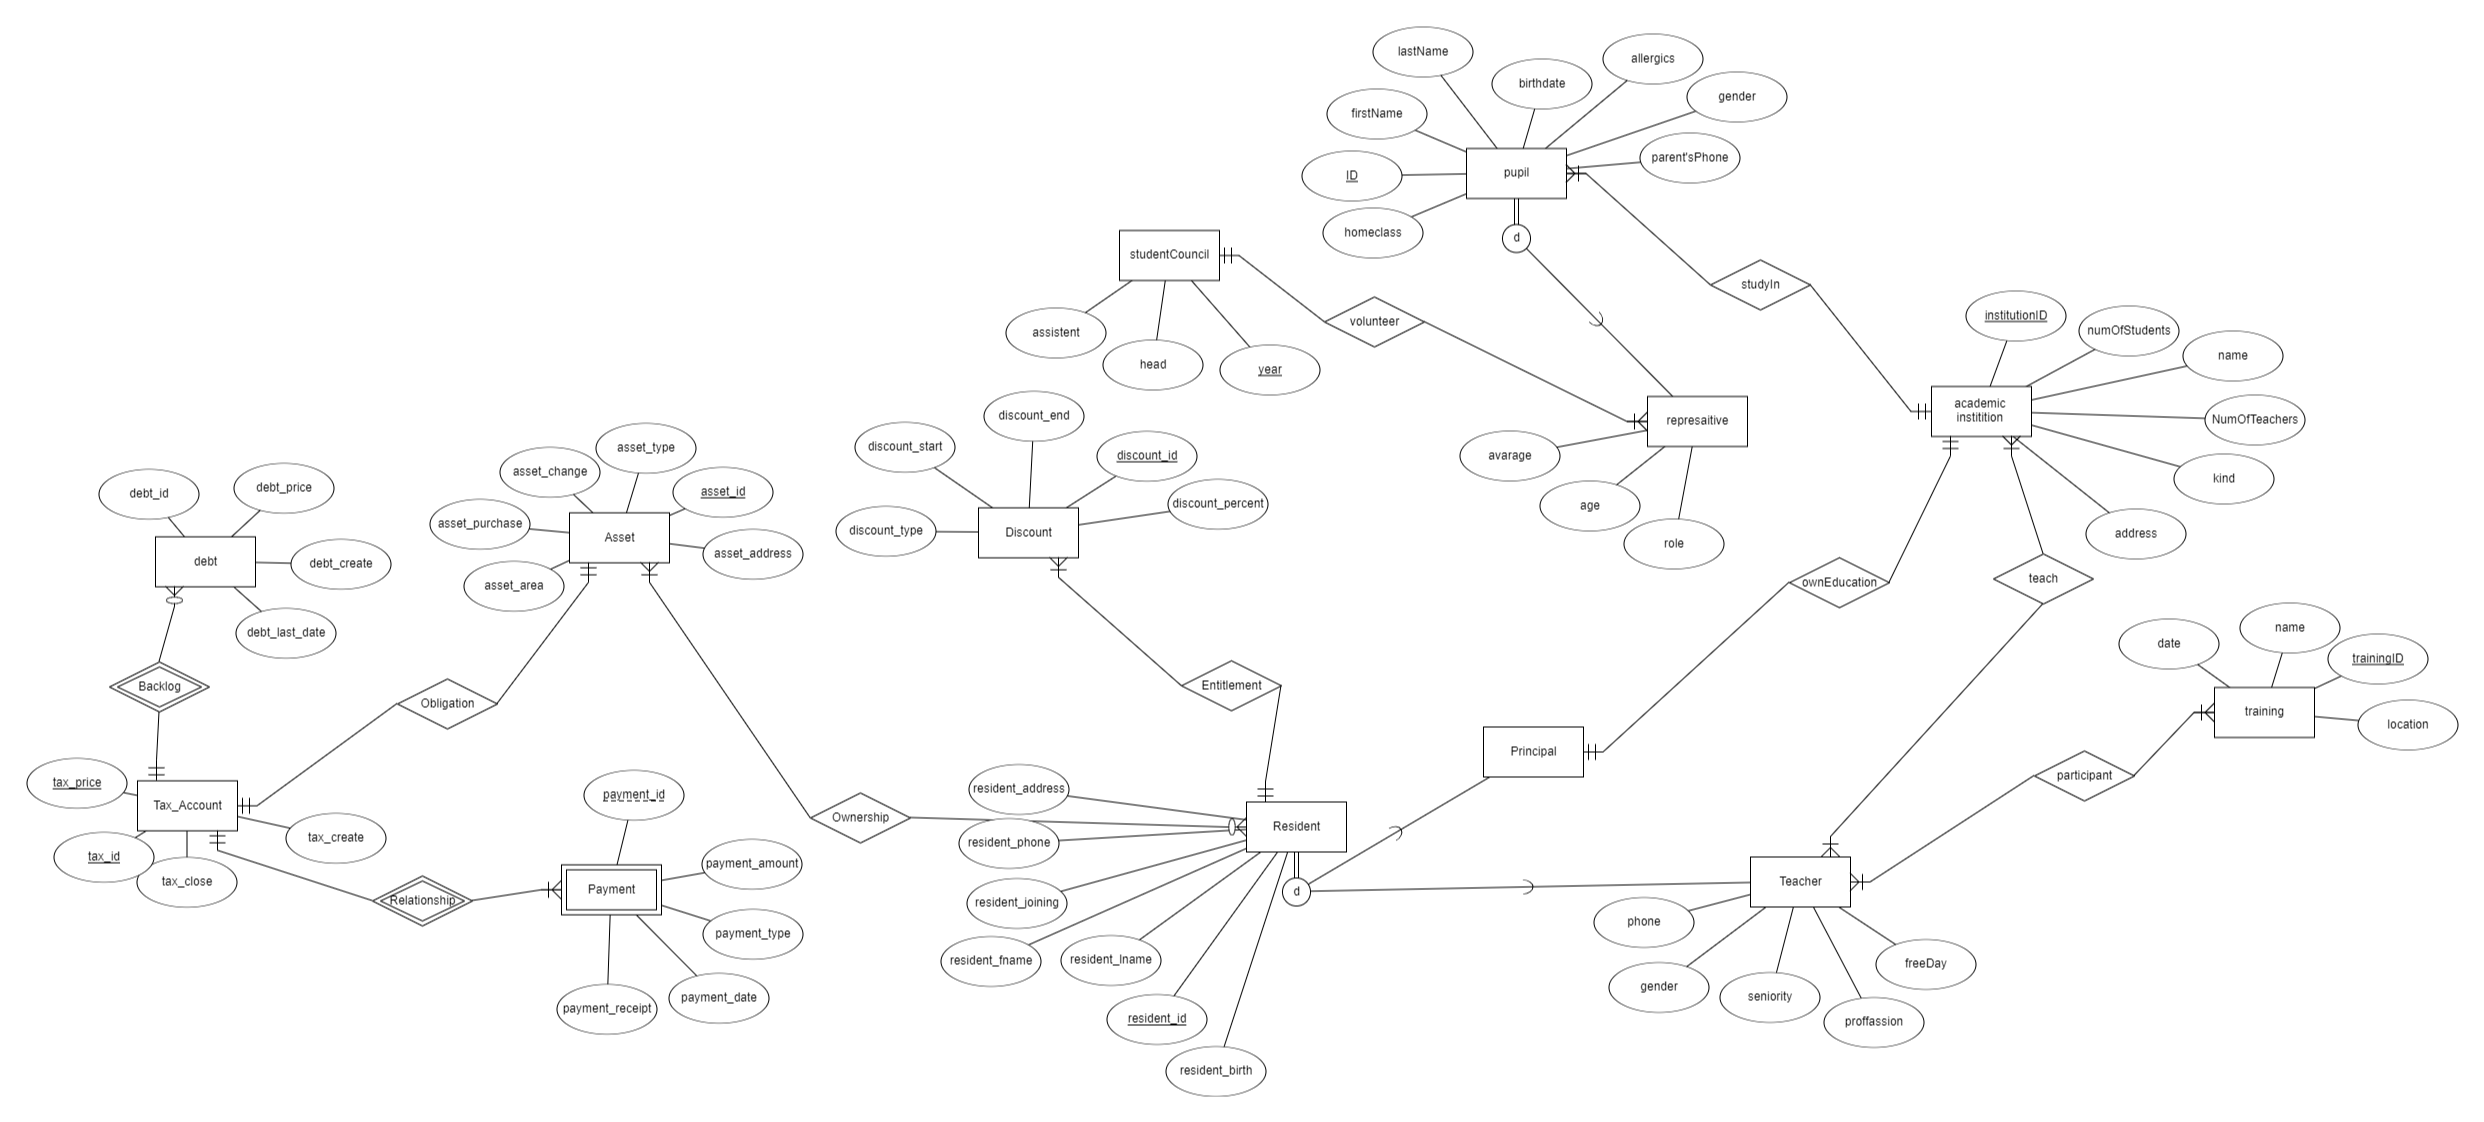 lastName
allergics
birthdate
gender
firstName
parent'sPhone
ID
pupil
homeclass
d
studentCouncil
studyIn
institutionID
volunteer
numOfStudents
assistent
name
head
year
academic
institition
discount_end
NumOfTeachers
represaitive
discount_start
asset_type
discount_id
avarage
asset_change
kind
debt_price
asset_id
debt_id
discount_percent
age
asset_purchase
discount_type
Discount
address
Asset
role
asset_address
debt
debt_create
teach
ownEducation
asset_area
name
debt_last_date
date
trainingID
Backlog
Entitlement
Obligation
training
location
Principal
participant
tax_price
resident_address
payment_id
Tax_Account
Ownership
Resident
tax_create
resident_phone
tax_id
payment_amount
tax_close
Teacher
Payment
d
Relationship
resident_joining
phone
payment_type
resident_fname
resident_lname
freeDay
gender
seniority
payment_date
payment_receipt
resident_id
proffassion
resident_birth